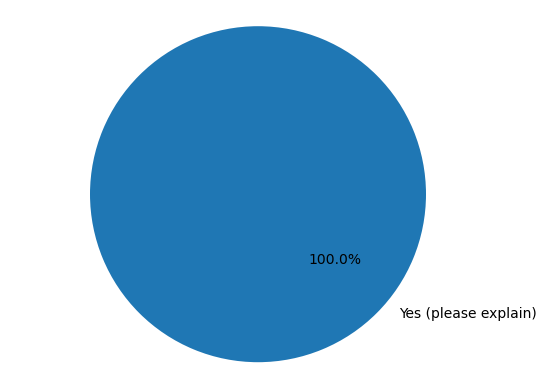 100.0%
Yes (please explain)